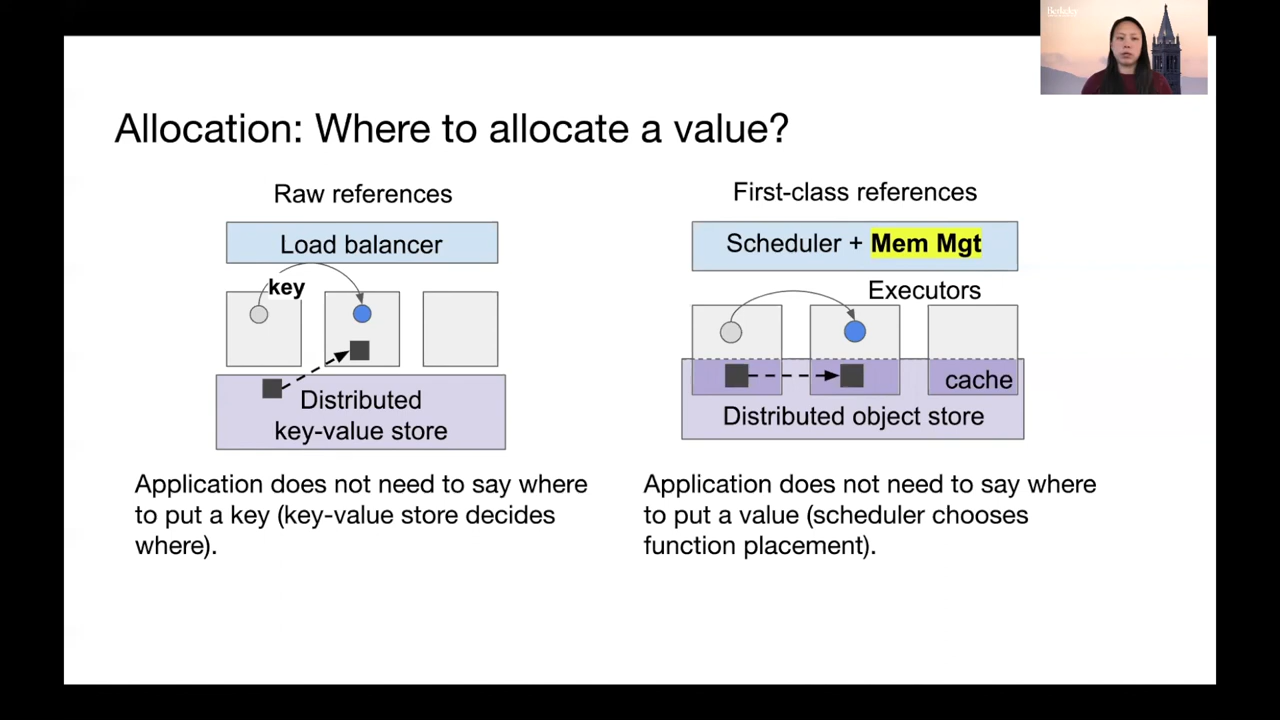 Berkeley
Allocation: Where to allocate a value?
Raw references
Load balancer
key
Distributed
key-value store
Application does not need to say where
to put a key (key-value store decides
where).
First-class references
Scheduler + Mem Mgt
Executors
cache
Distributed object store
Application does not need to say where
to put a value (scheduler chooses
function placement).